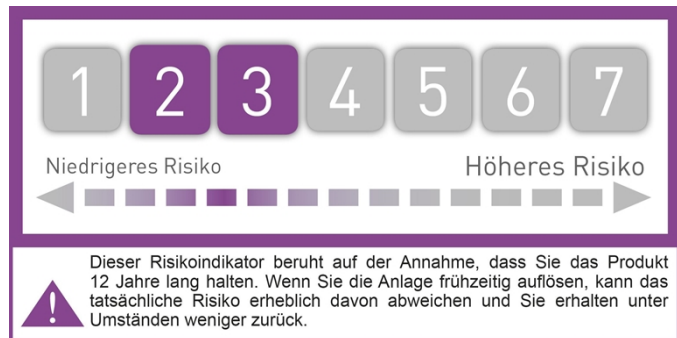 1 2 3 4 5 6 7
Niedrigeres Risiko Höheres Risiko
Dieser Risikoindikator beruht auf der Annahme, dass Sie das Produkt
12 Jahre lang halten. Wenn Sie die Anlage frühzeitig auflösen, kann das
tatsächliche Risiko erheblich davon abweichen und Sie erhalten unter
Umständen weniger zurück.